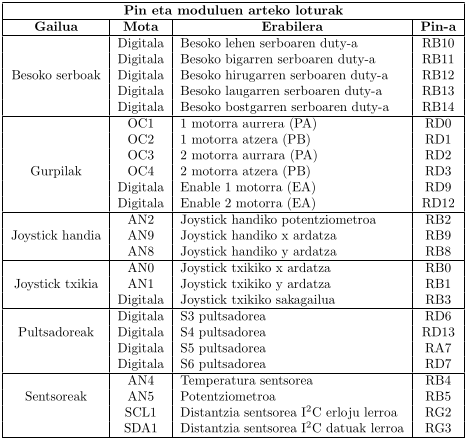 Pin eta moduluen arteko loturak
Gailua Mota Erabilera Pin-a
Digitala Besoko lehen serboaren duty-a RB10
Digitala Besoko bigarren serboaren duty-a RB11
Besoko serboak Digitala Besoko hirugarren serboaren duty-a RB12
Digitala Besoko laugarren serboaren duty-a RB13
Digitala Besoko bostgarren serboaren duty-a RB14
OC1 1 motorra aurrera (PA) RD0
OC2 1 motorra atzera (PB) RD1
OC3 2 motorra aurrara (PA) RD2
Gurpilak OC4 2 motorra atzera (PB) RD3
Digitala Enable 1 motorra (EA) RD9
Digitala Enable 2 motorra (EA) RD12
AN2 Joystick handiko potentziometroa RB2
Joystick handia AN9 Joystick handiko x ardatza RB9
AN8 Joystick handiko y ardatza RB8
AN0 Joystick txikiko x ardatza RB0
Joystick txikia AN1 Joystick txikiko y ardatza RB1
Digitala Joystick txikiko sakagailua RB3
Digitala S3 pultsadorea RD6
Pultsadoreak Digitala S4 pultsadorea RD13
Digitala S5 pultsadorea RA7
Digitala S6 pultsadorea RD7
AN4 Temperatura sentsorea RB4
Sentsoreak AN5 Potentziometroa RB5
SCL1 Distantzia sentsorea I²C erloju lerroa RG2
SDA1 Distantzia sentsorea I²C datuak lerroa RG3